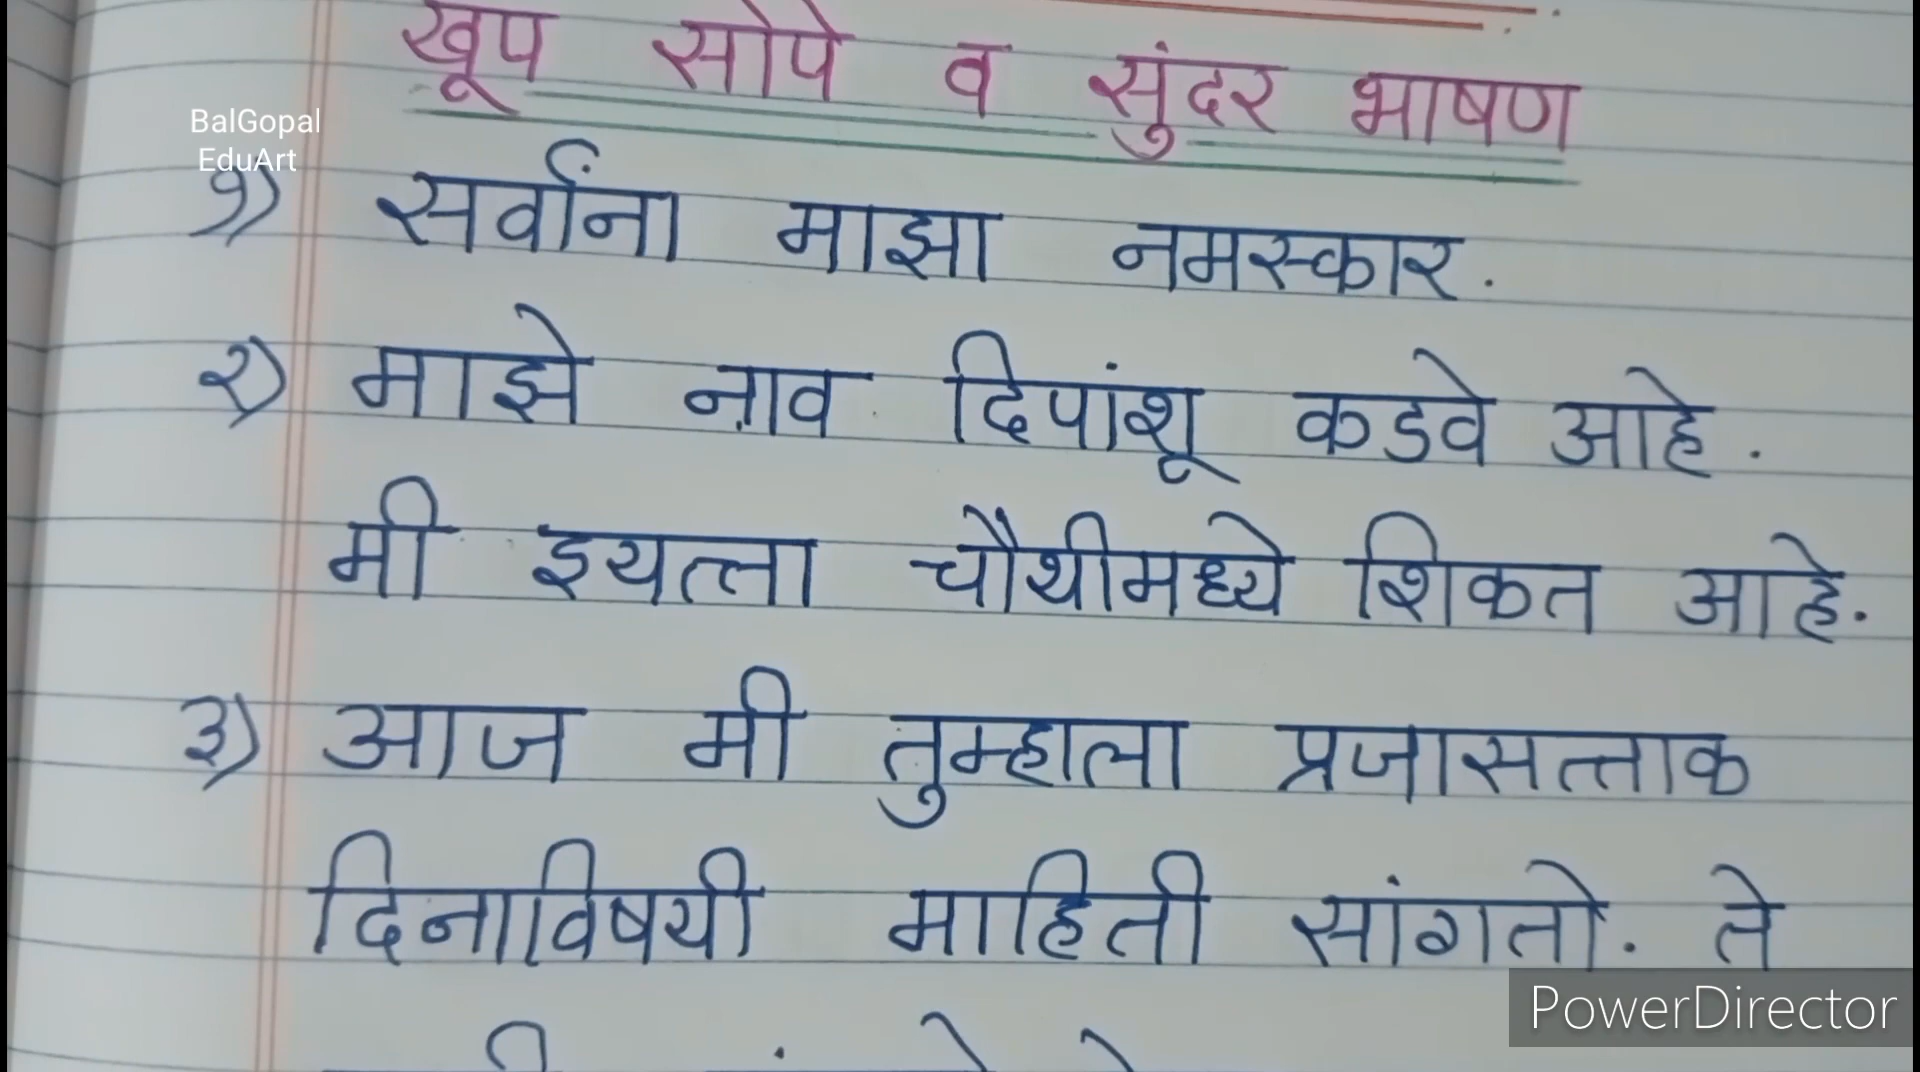 खूप सोपे व सुंदर भाषण
BalGopal
EduArt
१) सर्वांना माझा नमस्कार.
२) माझे नाव दिपांशू कडवे आहे.
मी इयत्ता चौथीमध्ये शिकत आहे.
३) आज मी तुम्हाला प्रजासत्ताक
दिनाविषयी माहिती सांगतो. ते
PowerDirector